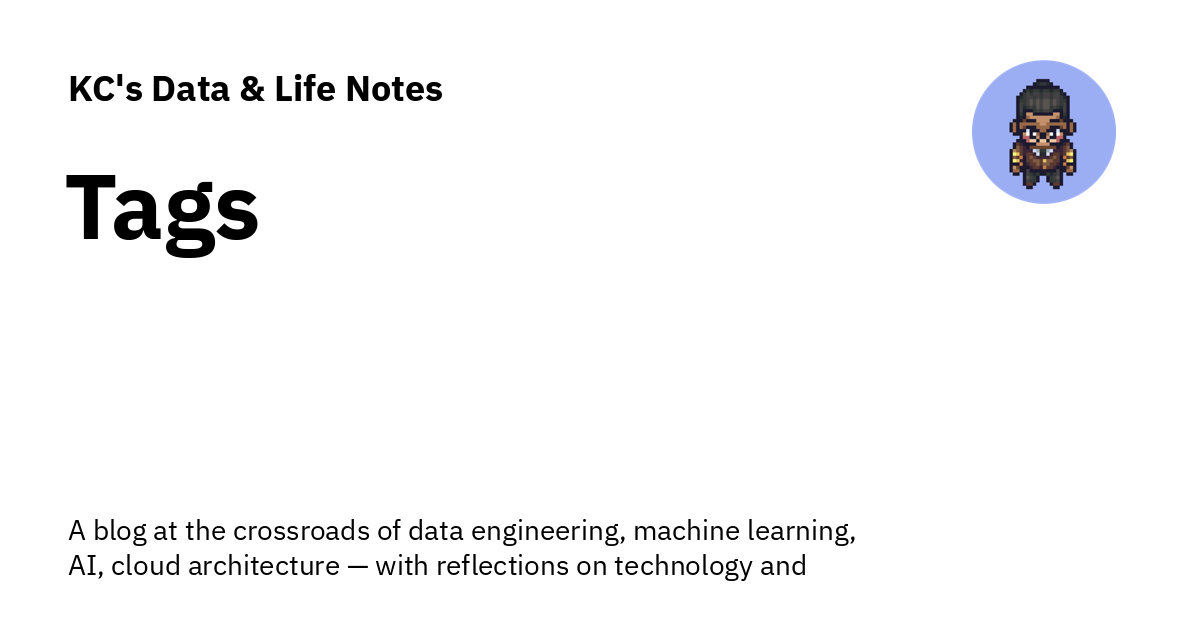 KC's Data & Life Notes
Tags
A blog at the crossroads of data engineering, machine learning,
AI, cloud architecture — with reflections on technology and